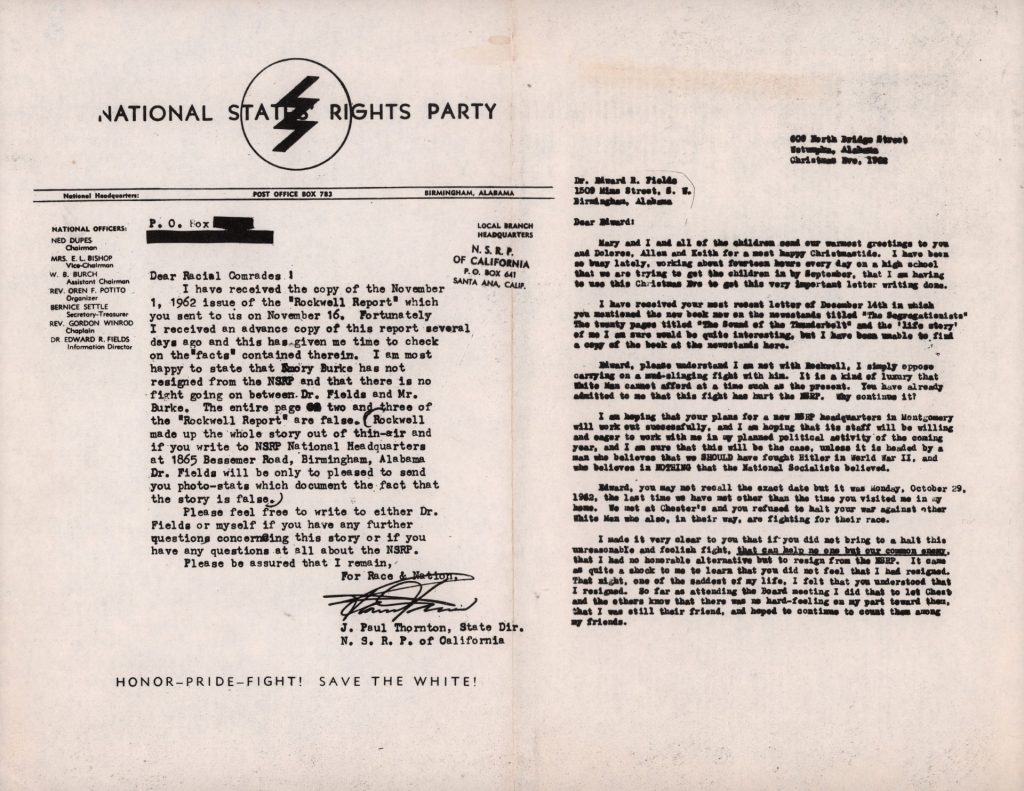 NATIONAL STATES' RIGHTS PARTY
National Headquarters: POST OFFICE BOX 783 BIRMINGHAM, ALABAMA
NATIONAL OFFICERS:
NED DUPES
Chairman
MRS. E. L. BISHOP
Vice-Chairman
W. B. BURCH
Assistant Chairman
REV. OREN F. POTITO
Organizer
BERNICE SETTLE
Secretary-Treasurer
REV. GORDON WINROD
Chaplain
DR EDWARD R. FIELDS
Information Director
LOCAL BRANCH
HEADQUARTERS
N. S. R. P.
OF CALIFORNIA
P. O. BOX 641
SANTA ANA, CALIF.
P. O. Box
Dear Racial Comrades !
I have received the copy of the November
1, 1962 issue of the "Rockwell Report" which
you sent to us on November 16. Fortunately
I received an advance copy of this report several
days ago and this has given me time to check
on the "facts" contained therein. I am most
happy to state that Emory Burke has not
resigned from the NSRP and that there is no
fight going on between Dr. Fields and Mr.
Burke. The entire page two and three of
the "Rockwell Report" are false. (Rockwell
made up the whole story out of thin-air and
if you write to NSRP National Headquarters
at 1865 Bessemer Road, Birmingham, Alabama
Dr. Fields will be only to pleased to send
you photo-stats which document the fact that
the story is false.)
Please feel free to write to either Dr.
Fields or myself if you have any further
questions concerning this story or if you
have any questions at all about the NSRP.
Please be assured that I remain,
For Race & Nation,
J. Paul Thornton, State Dir.
N. S. R. P. of California
HONOR–PRIDE–FIGHT! SAVE THE WHITE!
609 North Bridge Street
Wetumpka, Alabama
Christmas Eve, 1962
Dr. Edward R. Fields
1509 Mims Street, S. W.
Birmingham, Alabama
Dear Edward:
Mary and I and all of the children send our warmest greetings to you
and Dolores, Allen and Keith for a most happy Christmastide. I have been
so busy lately, working about fourteen hours every day on a high school
that we are trying to get the children in by September, that I am having
to use this Christmas Eve to get this very important letter writing done.
I have received your most recent letter of December 14th in which
you mentioned the new book now on the newsstands titled "The Segregationists"
The twenty pages titled "The Sound of the Thunderbolt" and the 'life story'
of me I am sure would be quite interesting, but I have been unable to find
a copy of the book at the newsstands here.
Edward, please understand I am not with Rockwell, I simply oppose
carrying on a mud-slinging fight with him. It is a kind of luxury that
White Man cannot afford at a time such as the present. You have already
admitted to me that this fight has hurt the NSRP. Why continue it?
I am hoping that your plans for a new NSRP headquarters in Montgomery
will work out successfully, and I am hoping that its staff will be willing
and eager to work with me in my planned political activity of the coming
year, and I am sure that this will be the case, unless it is headed by a
man who believes that we SHOULD have fought Hitler in World War II, and
who believes in NOTHING that the National Socialists believed.
Edward, you may not recall the exact date but it was Monday, October 29,
1962, the last time we have met other than the time you visited me in my
home. We met at Chester's and you refused to halt your war against other
White Men who also, in their way, are fighting for their race.
I made it very clear to you that if you did not bring to a halt this
unreasonable and foolish fight, that can help no one but our common enemy,
that I had no honorable alternative but to resign from the NSRP. It came
as quite a shock to me to learn that you did not feel that I had resigned.
That night, one of the saddest of my life, I felt that you understood that
I resigned. So far as attending the Board meeting I did that to let Chest
and the others know that there was no hard-feeling on my part toward them,
that I was still their friend, and hoped to continue to count them among
my friends.